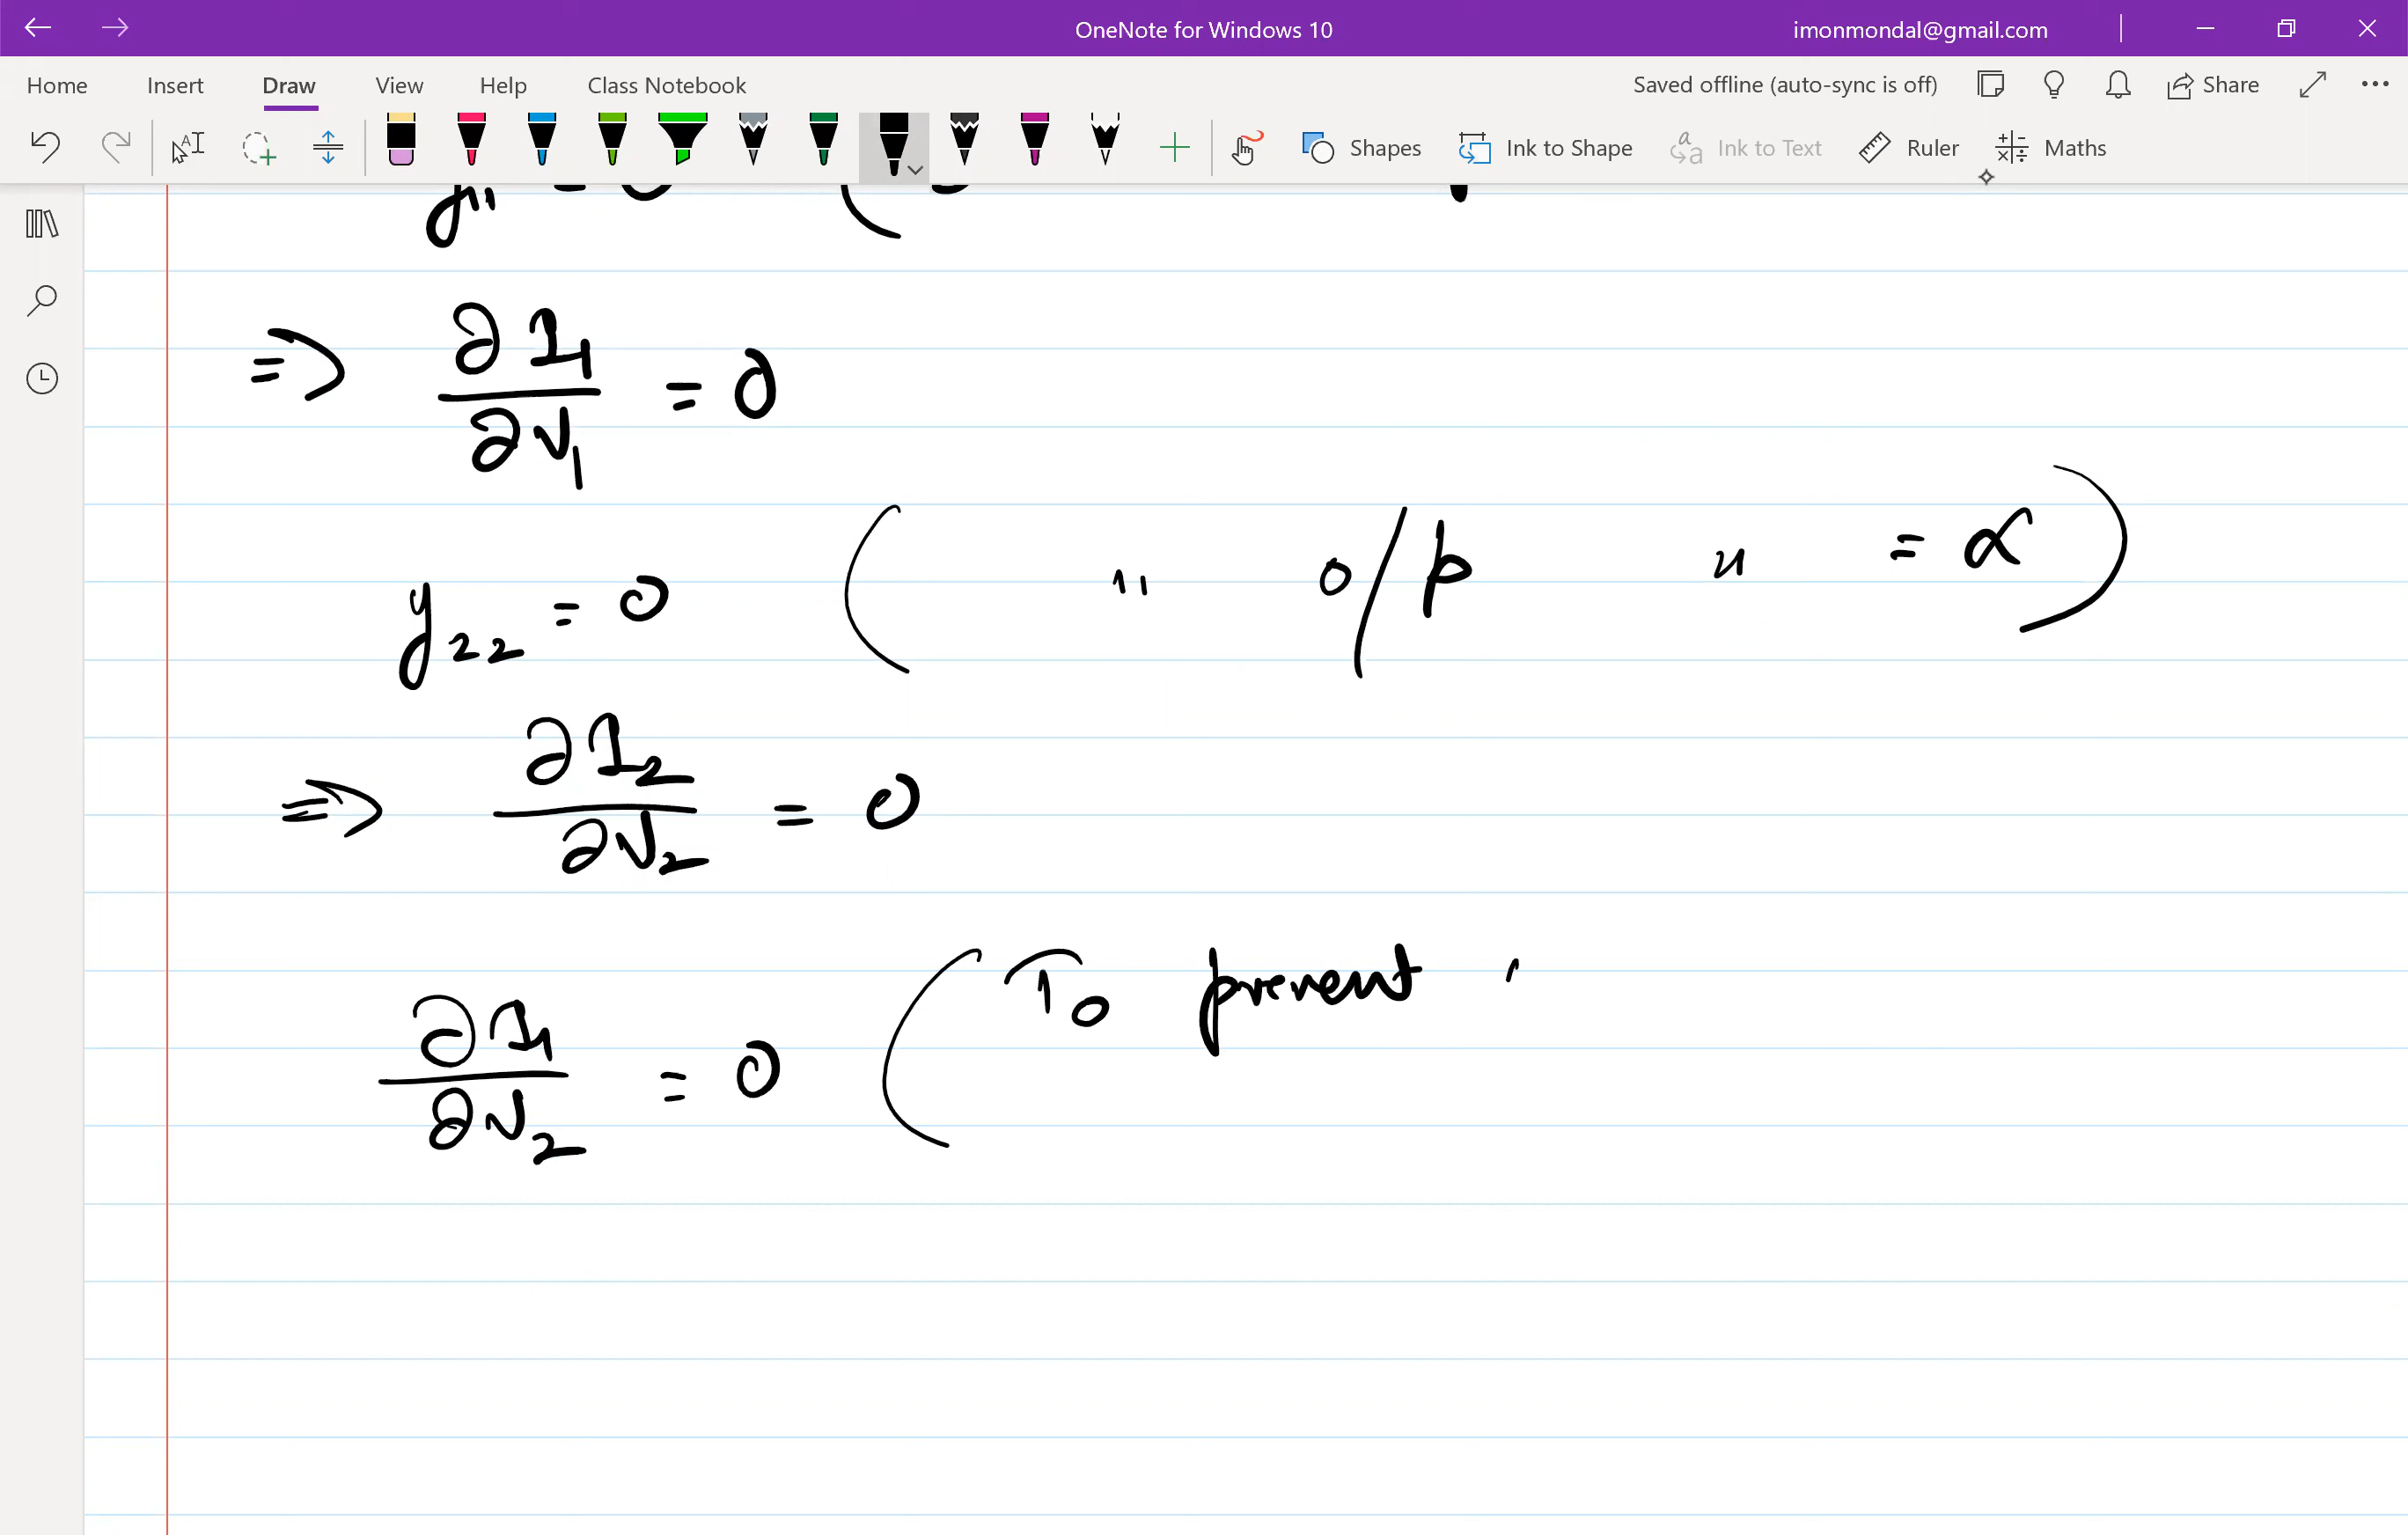 OneNote for Windows 10 imonmondal@gmail.com
Home Insert Draw View Help Class Notebook Saved offline (auto-sync is off) Share
Shapes Ink to Shape Ink to Text Ruler Maths
=> ∂I₁/∂V₁ = 0
y₂₂ = 0 ( " o/p " = α )
=> ∂I₂/∂V₂ = 0
∂I₁/∂V₂ = 0 ( To prevent